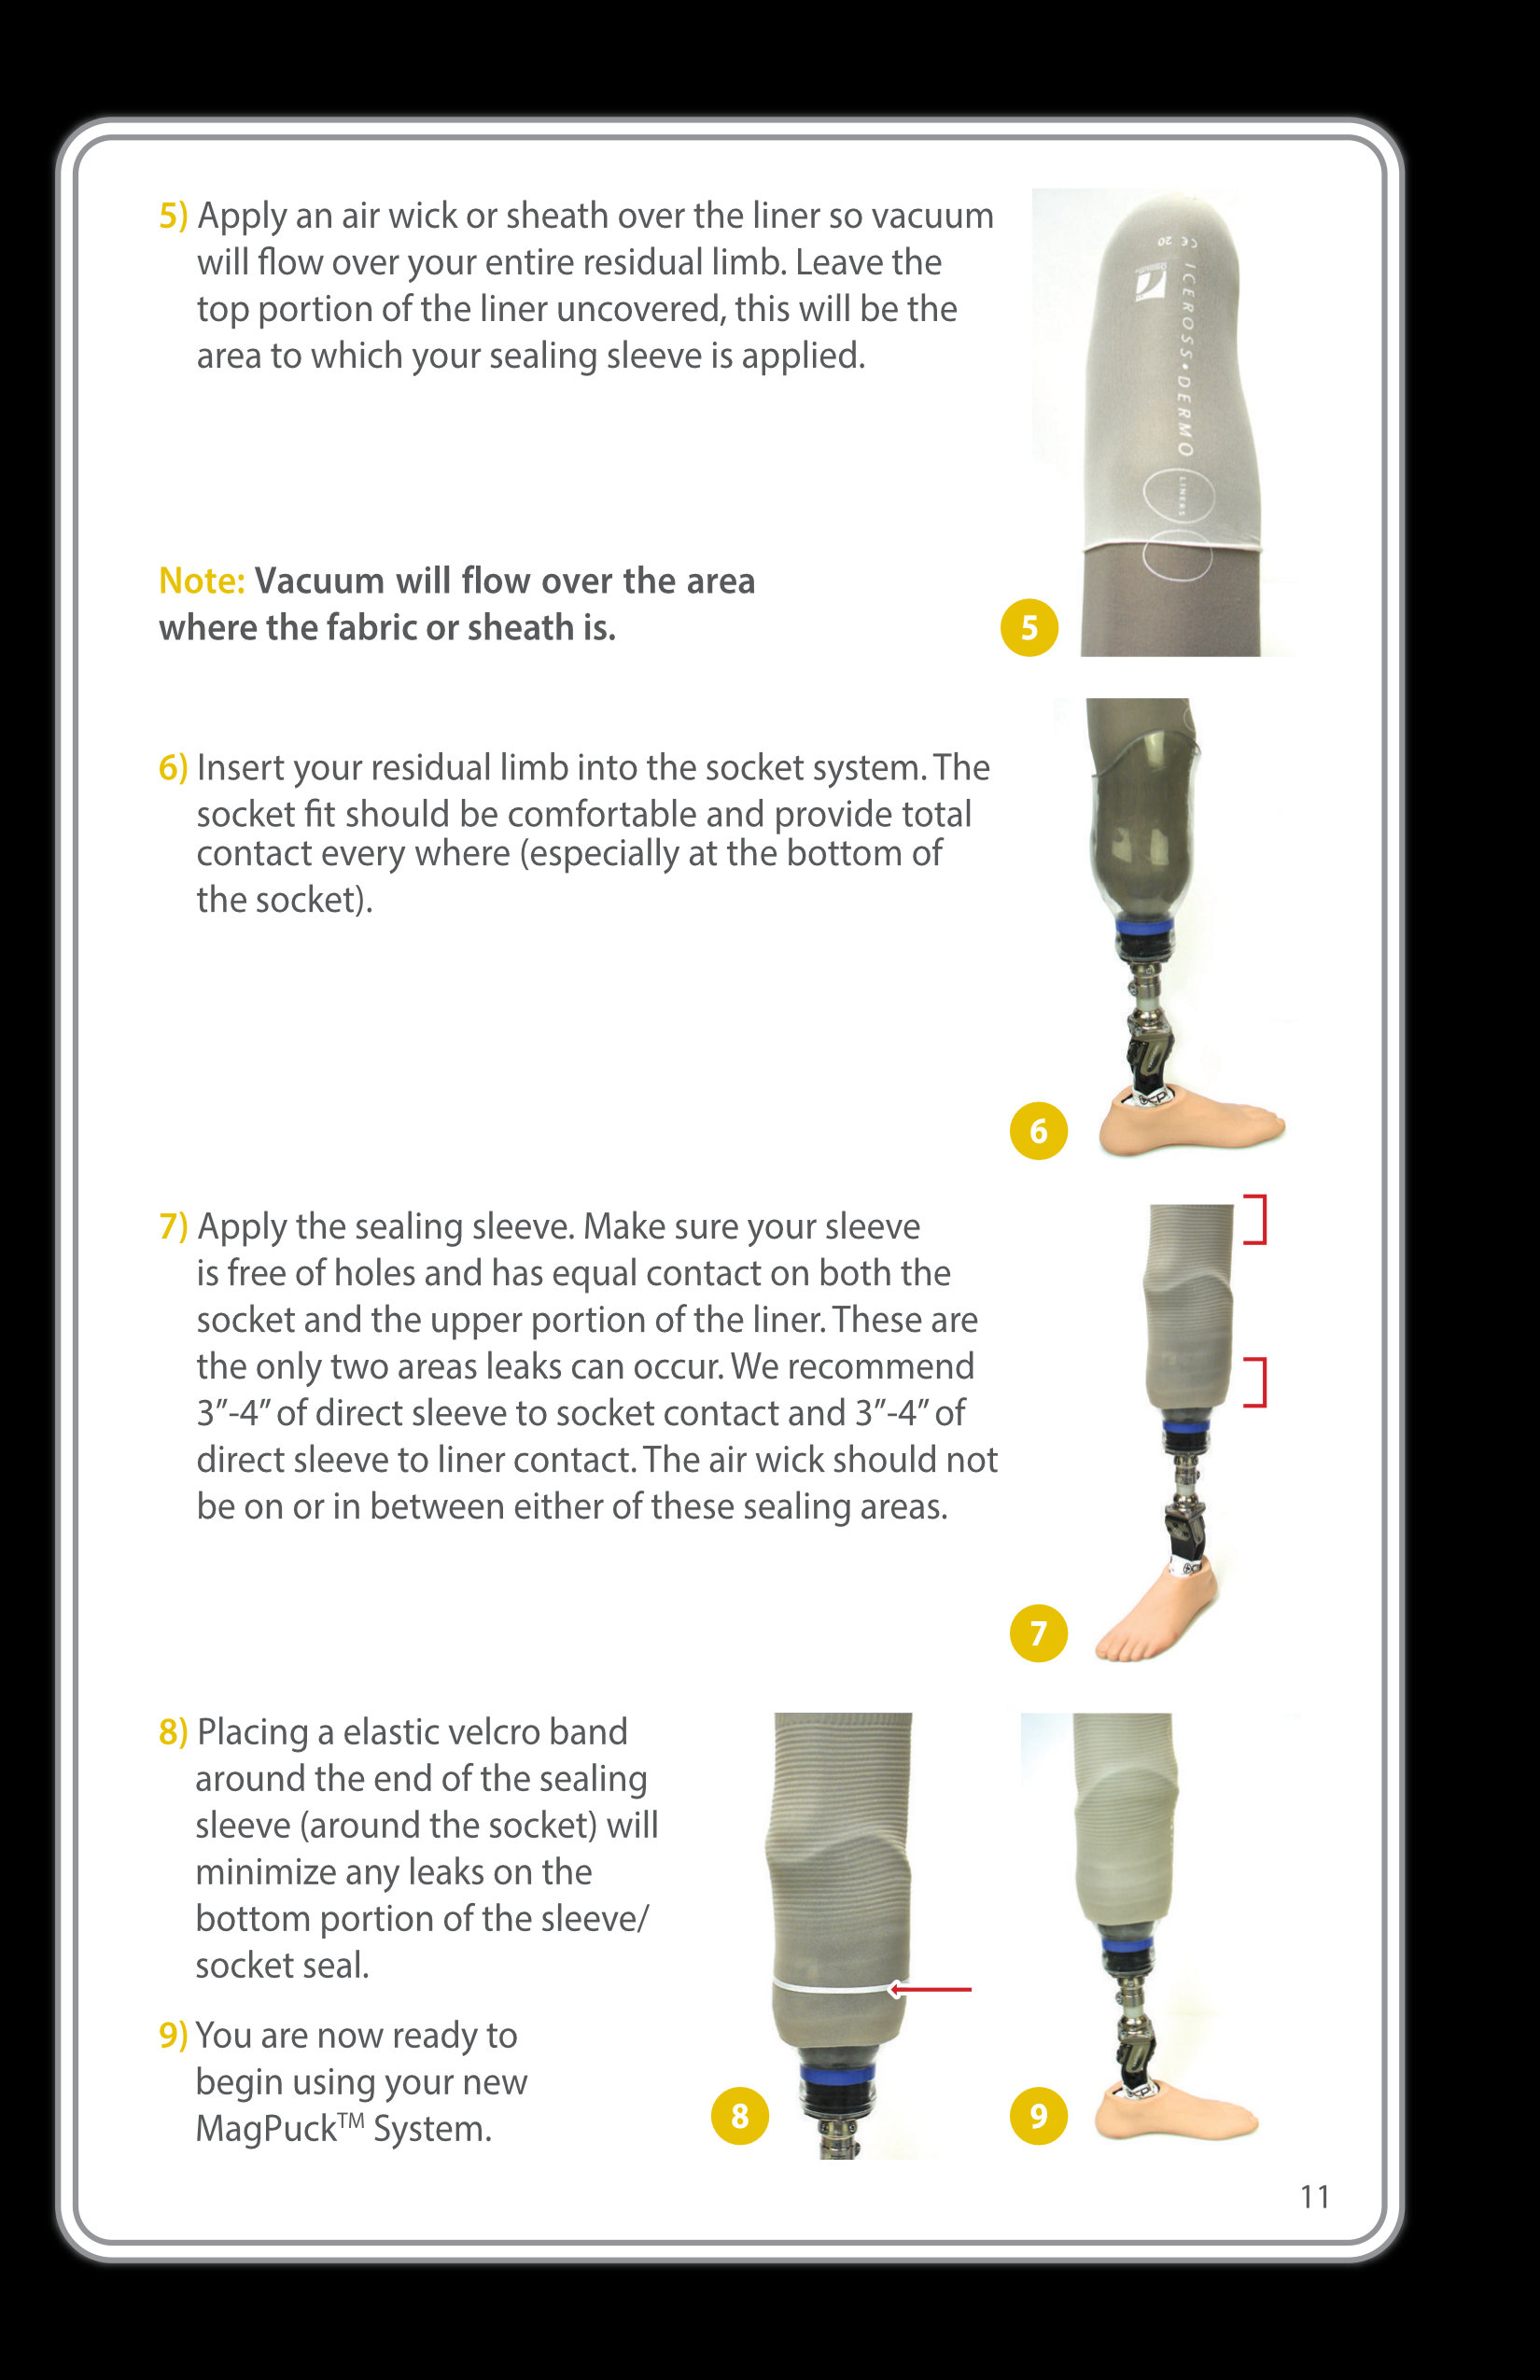 5) Apply an air wick or sheath over the liner so vacuum
will flow over your entire residual limb. Leave the
top portion of the liner uncovered, this will be the
area to which your sealing sleeve is applied.
CE 20
ICEROSS•DERMO
LINERS
Note: Vacuum will flow over the area
where the fabric or sheath is.
5
6) Insert your residual limb into the socket system. The
socket fit should be comfortable and provide total
contact every where (especially at the bottom of
the socket).
6
7) Apply the sealing sleeve. Make sure your sleeve
is free of holes and has equal contact on both the
socket and the upper portion of the liner. These are
the only two areas leaks can occur. We recommend
3”-4” of direct sleeve to socket contact and 3”-4” of
direct sleeve to liner contact. The air wick should not
be on or in between either of these sealing areas.
7
8) Placing a elastic velcro band
around the end of the sealing
sleeve (around the socket) will
minimize any leaks on the
bottom portion of the sleeve/
socket seal.
9) You are now ready to
begin using your new
MagPuck™ System.
8
9
11